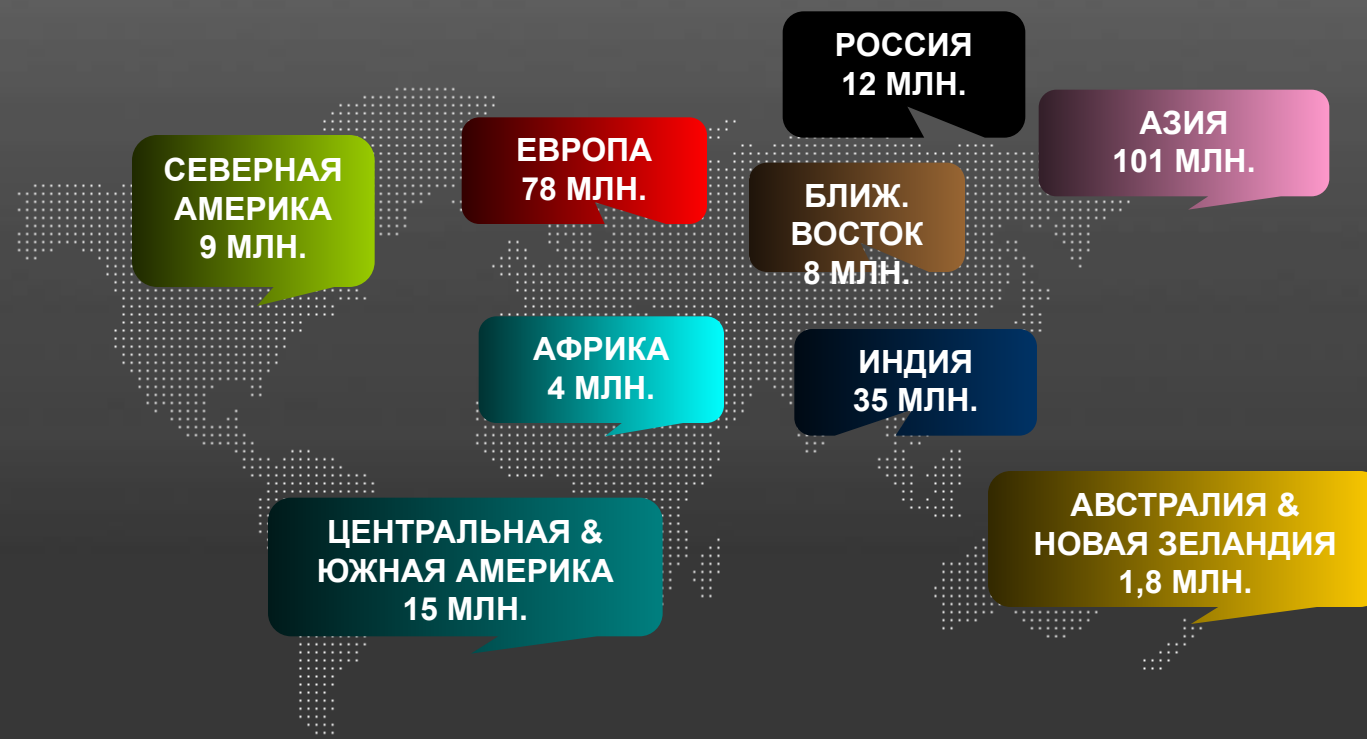 РОССИЯ
12 МЛН.
АЗИЯ
101 МЛН.
ЕВРОПА
78 МЛН.
СЕВЕРНАЯ
АМЕРИКА
9 МЛН.
БЛИЖ.
ВОСТОК
8 МЛН.
АФРИКА
4 МЛН.
ИНДИЯ
35 МЛН.
ЦЕНТРАЛЬНАЯ &
ЮЖНАЯ АМЕРИКА
15 МЛН.
АВСТРАЛИЯ &
НОВАЯ ЗЕЛАНДИЯ
1,8 МЛН.